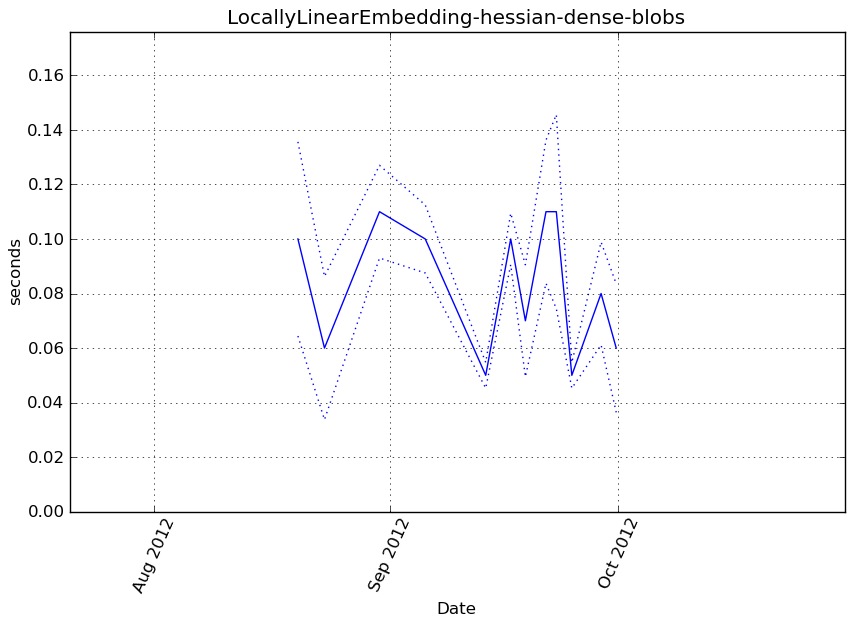 LocallyLinearEmbedding-hessian-dense-blobs
0.16
0.14
0.12
0.10
0.08
0.06
0.04
0.02
0.00
seconds
Aug 2012
Sep 2012
Oct 2012
Date